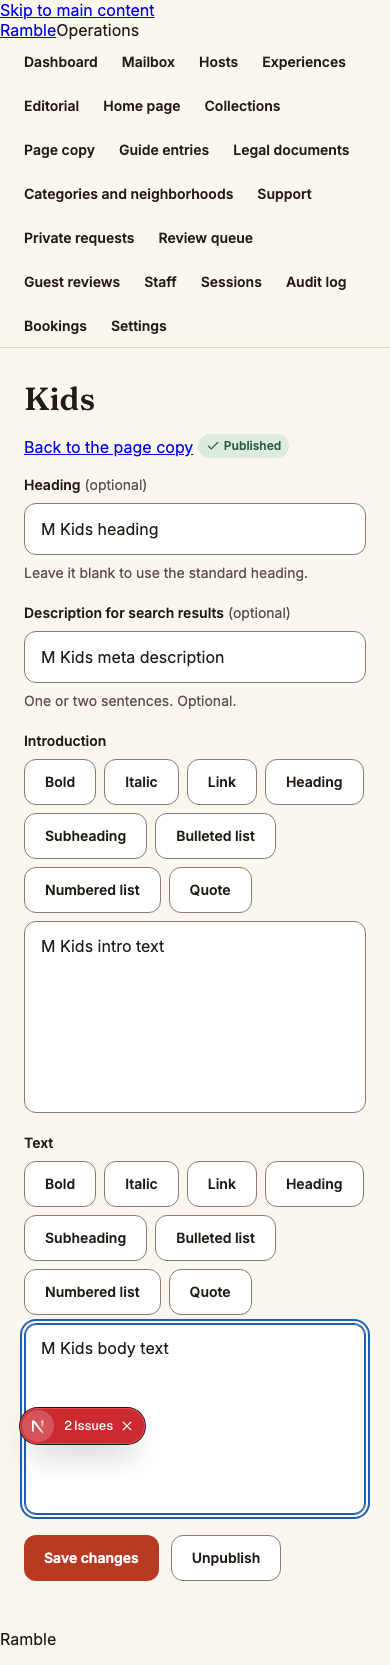 Skip to main content
RambleOperations
Dashboard Mailbox Hosts Experiences
Editorial Home page Collections
Page copy Guide entries Legal documents
Categories and neighborhoods Support
Private requests Review queue
Guest reviews Staff Sessions Audit log
Bookings Settings
Kids
Back to the page copy Published
Heading (optional)
M Kids heading
Leave it blank to use the standard heading.
Description for search results (optional)
M Kids meta description
One or two sentences. Optional.
Introduction
Bold Italic Link Heading
Subheading Bulleted list
Numbered list Quote
M Kids intro text
Text
Bold Italic Link Heading
Subheading Bulleted list
Numbered list Quote
M Kids body text
N 2 Issues
Save changes Unpublish
Ramble